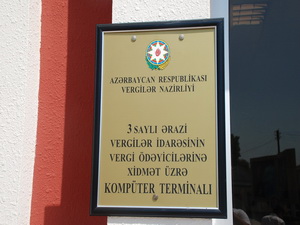 AZƏRBAYCAN RESPUBLİKASI
VERGİLƏR NAZİRLİYİ
3 SAYLI ƏRAZİ
VERGİLƏR İDARƏSİNİN
VERGİ ÖDƏYİCİLƏRİNƏ
XİDMƏT ÜZRƏ
KOMPÜTER TERMİNALI